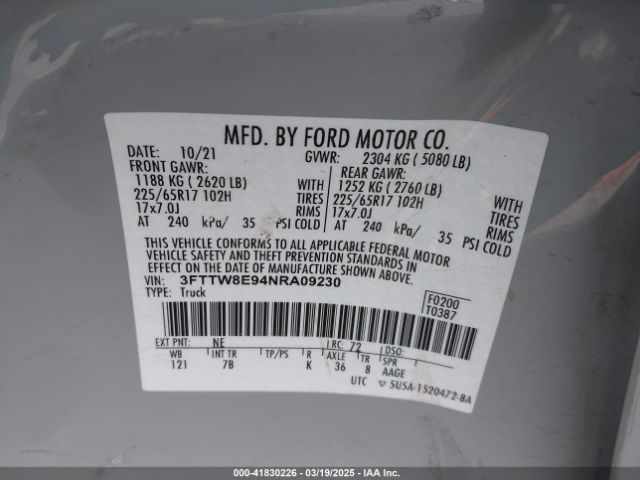 MFD. BY FORD MOTOR CO.
DATE: 10/21 GVWR: 2304 KG ( 5080 LB)
FRONT GAWR: REAR GAWR:
1188 KG ( 2620 LB) WITH 1252 KG ( 2760 LB) WITH
225/65R17 102H TIRES 225/65R17 102H TIRES
17x7.0J RIMS 17x7.0J RIMS
AT 240 kPa/ 35 PSI COLD AT 240 kPa/ 35 PSI COLD
THIS VEHICLE CONFORMS TO ALL APPLICABLE FEDERAL MOTOR
VEHICLE SAFETY AND THEFT PREVENTION STANDARDS IN
EFFECT ON THE DATE OF MANUFACTURE SHOWN ABOVE.
VIN: 3FTTW8E94NRA09230
TYPE: Truck
F0200
T0387
EXT PNT: NE RC: 72 DSO:
WB INT TR TP/PS R AXLE TR SPR
121 7B K 36 8 AAGE
UTC ▽ 5U5A-1520472-BA
000-41830226 - 03/19/2025 - IAA Inc.